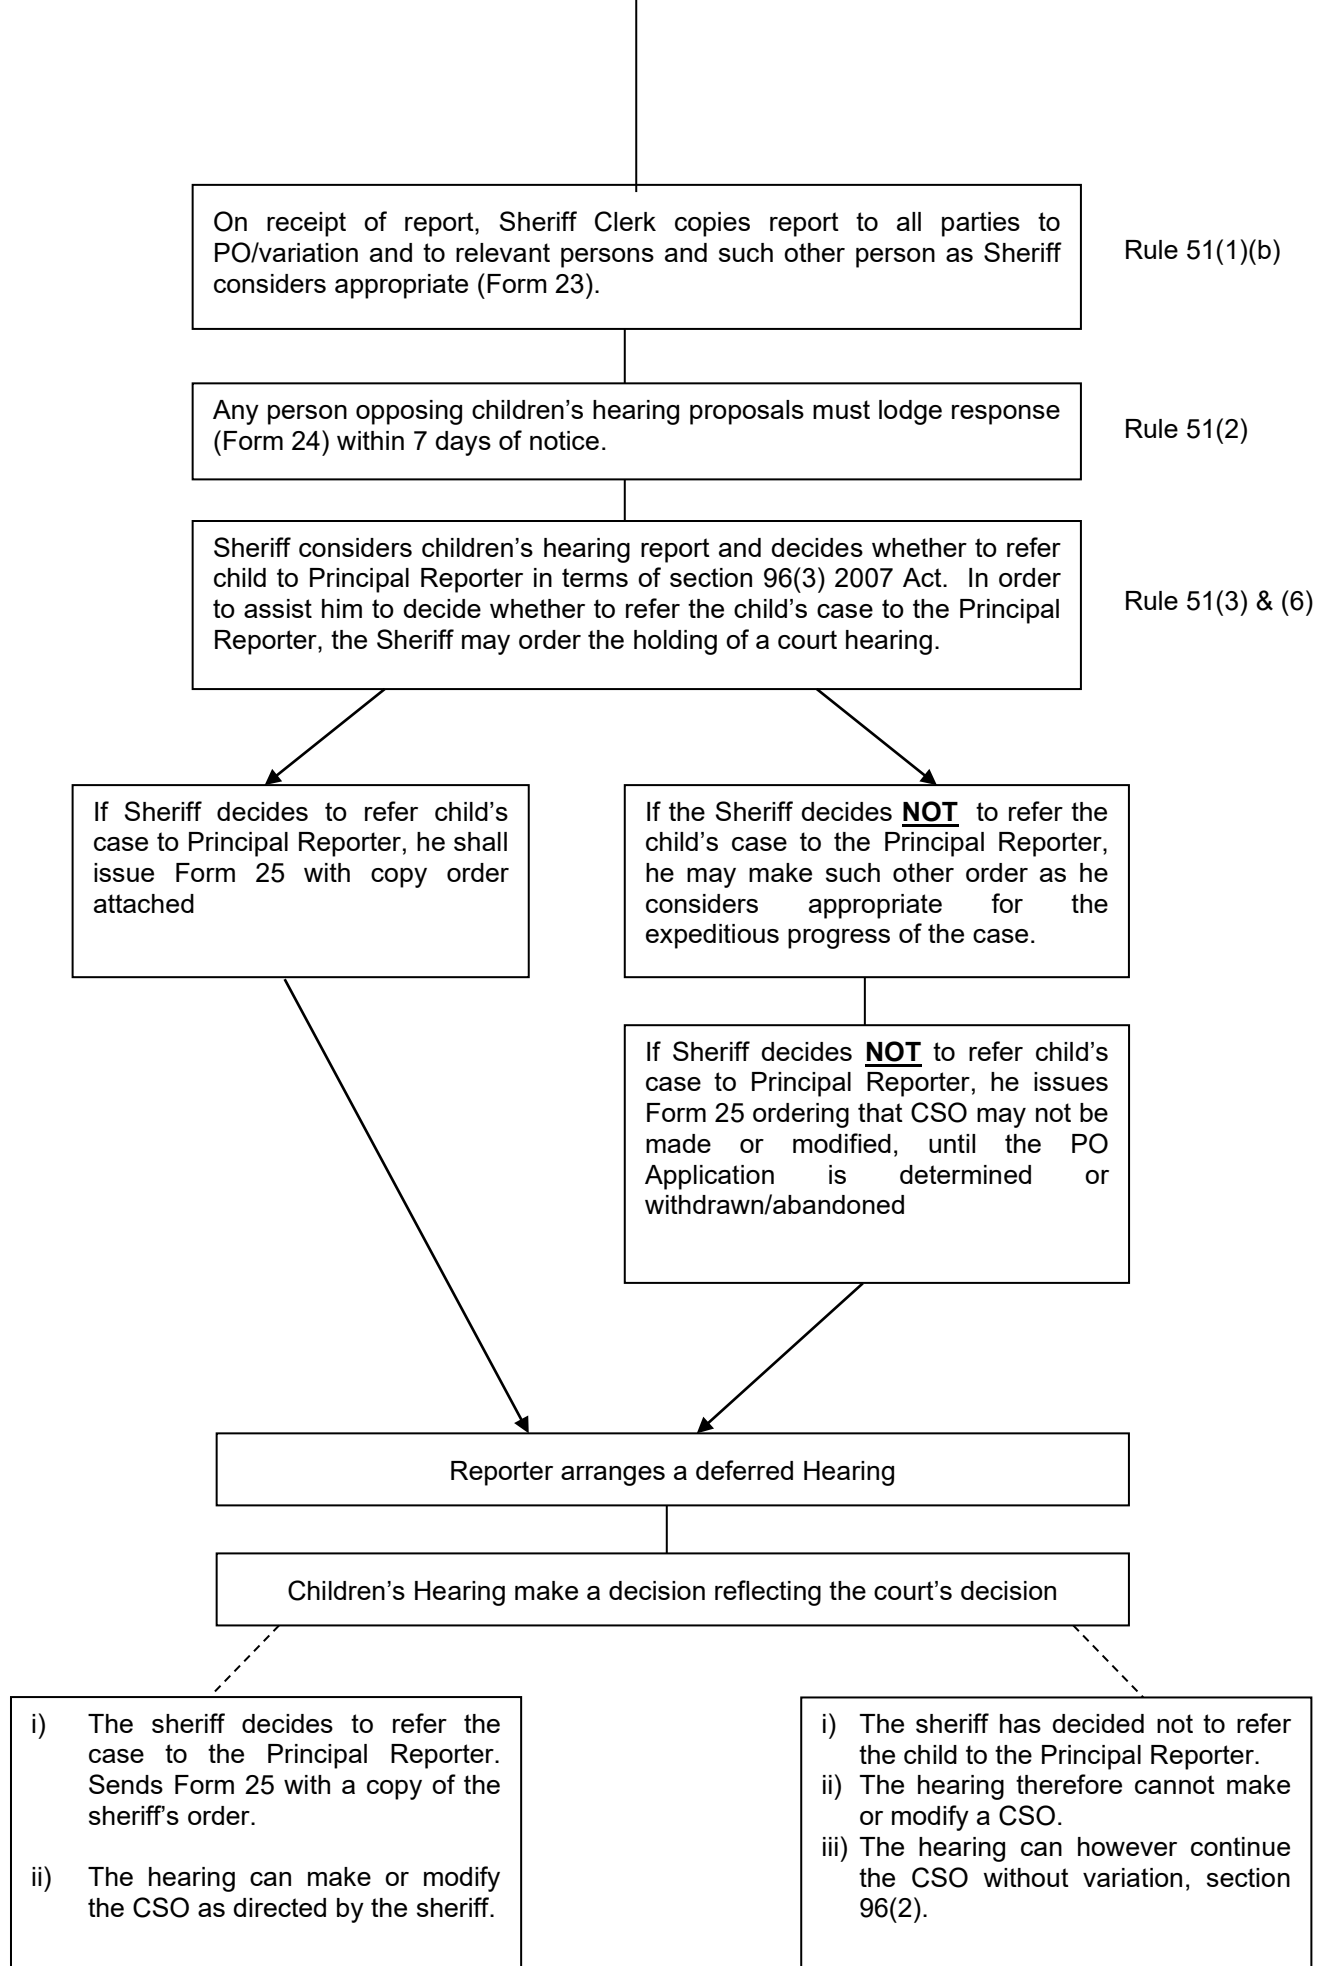 On receipt of report, Sheriff Clerk copies report to all parties to
PO/variation and to relevant persons and such other person as Sheriff
considers appropriate (Form 23).
Rule 51(1)(b)
Any person opposing children’s hearing proposals must lodge response
(Form 24) within 7 days of notice.
Rule 51(2)
Sheriff considers children’s hearing report and decides whether to refer
child to Principal Reporter in terms of section 96(3) 2007 Act. In order
to assist him to decide whether to refer the child’s case to the Principal
Reporter, the Sheriff may order the holding of a court hearing.
Rule 51(3) & (6)
If Sheriff decides to refer child’s
case to Principal Reporter, he shall
issue Form 25 with copy order
attached
If the Sheriff decides NOT to refer the
child’s case to the Principal Reporter,
he may make such other order as he
considers appropriate for the
expeditious progress of the case.
If Sheriff decides NOT to refer child’s
case to Principal Reporter, he issues
Form 25 ordering that CSO may not be
made or modified, until the PO
Application is determined or
withdrawn/abandoned
Reporter arranges a deferred Hearing
Children’s Hearing make a decision reflecting the court’s decision
i) The sheriff decides to refer the
case to the Principal Reporter.
Sends Form 25 with a copy of the
sheriff’s order.
ii) The hearing can make or modify
the CSO as directed by the sheriff.
i) The sheriff has decided not to refer
the child to the Principal Reporter.
ii) The hearing therefore cannot make
or modify a CSO.
iii) The hearing can however continue
the CSO without variation, section
96(2).